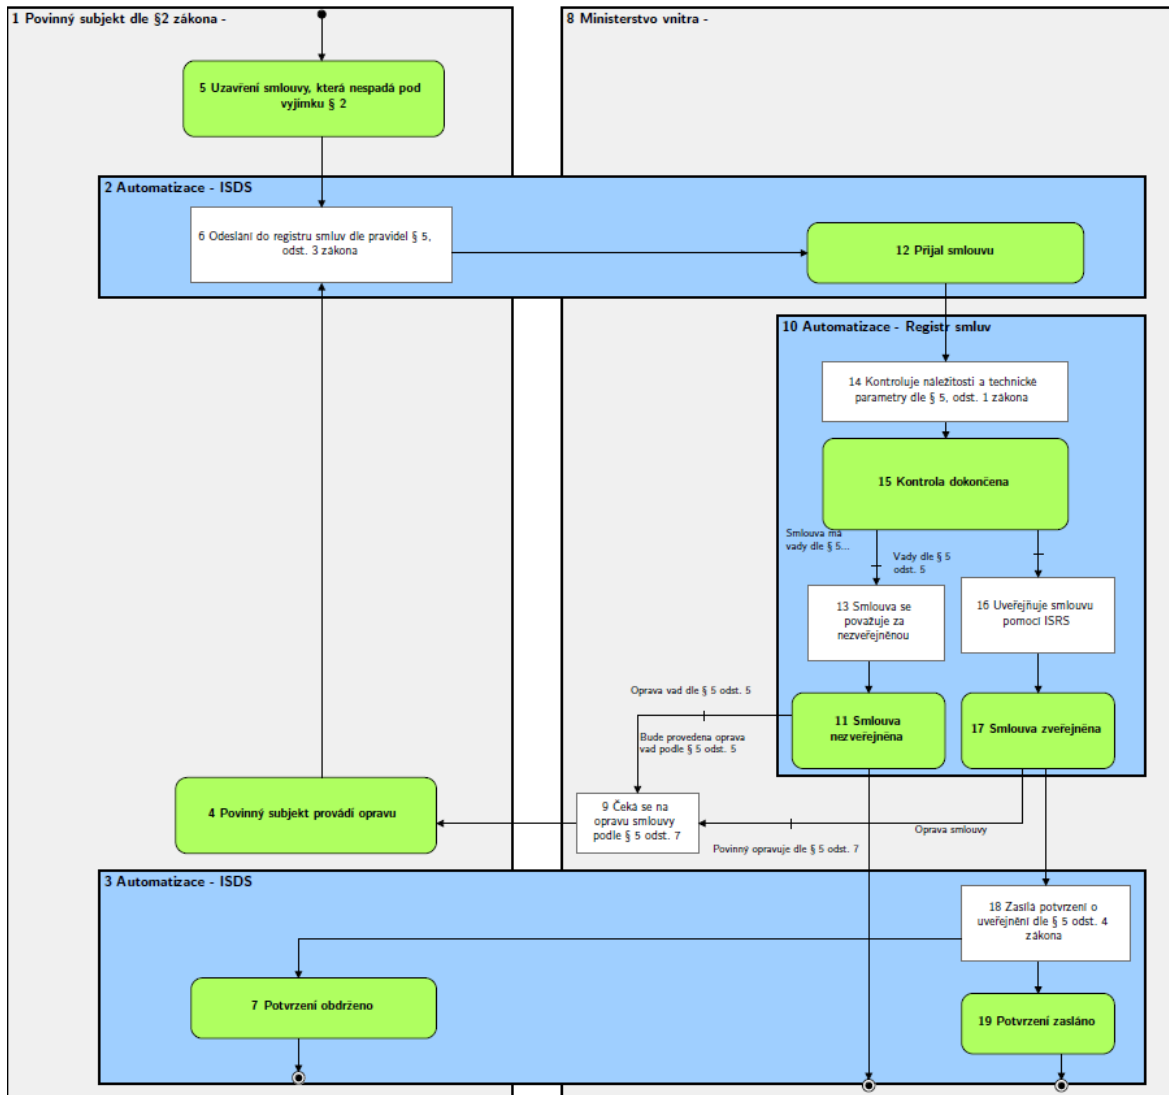 1 Povinný subjekt dle §2 zákona -
8 Ministerstvo vnitra -
5 Uzavření smlouvy, která nespadá pod
vyjímku § 2
2 Automatizace - ISDS
6 Odeslání do registru smluv dle pravidel § 5,
odst. 3 zákona
12 Přijal smlouvu
10 Automatizace - Registr smluv
14 Kontroluje náležitosti a technické
parametry dle § 5, odst. 1 zákona
15 Kontrola dokončena
Smlouva má
vady dle § 5...
Vady dle § 5
odst. 5
13 Smlouva se
považuje za
nezveřejněnou
16 Uveřejňuje smlouvu
pomocí ISRS
Oprava vad dle § 5 odst. 5
11 Smlouva
nezveřejněna
17 Smlouva zveřejněna
Bude provedena oprava
vad podle § 5 odst. 5
4 Povinný subjekt provádí opravu
9 Čeká se na
opravu smlouvy
podle § 5 odst. 7
Oprava smlouvy
Povinný opravuje dle § 5 odst. 7
3 Automatizace - ISDS
18 Zasílá potvrzení o
uveřejnění dle § 5 odst. 4
zákona
7 Potvrzení obdrženo
19 Potvrzení zasláno